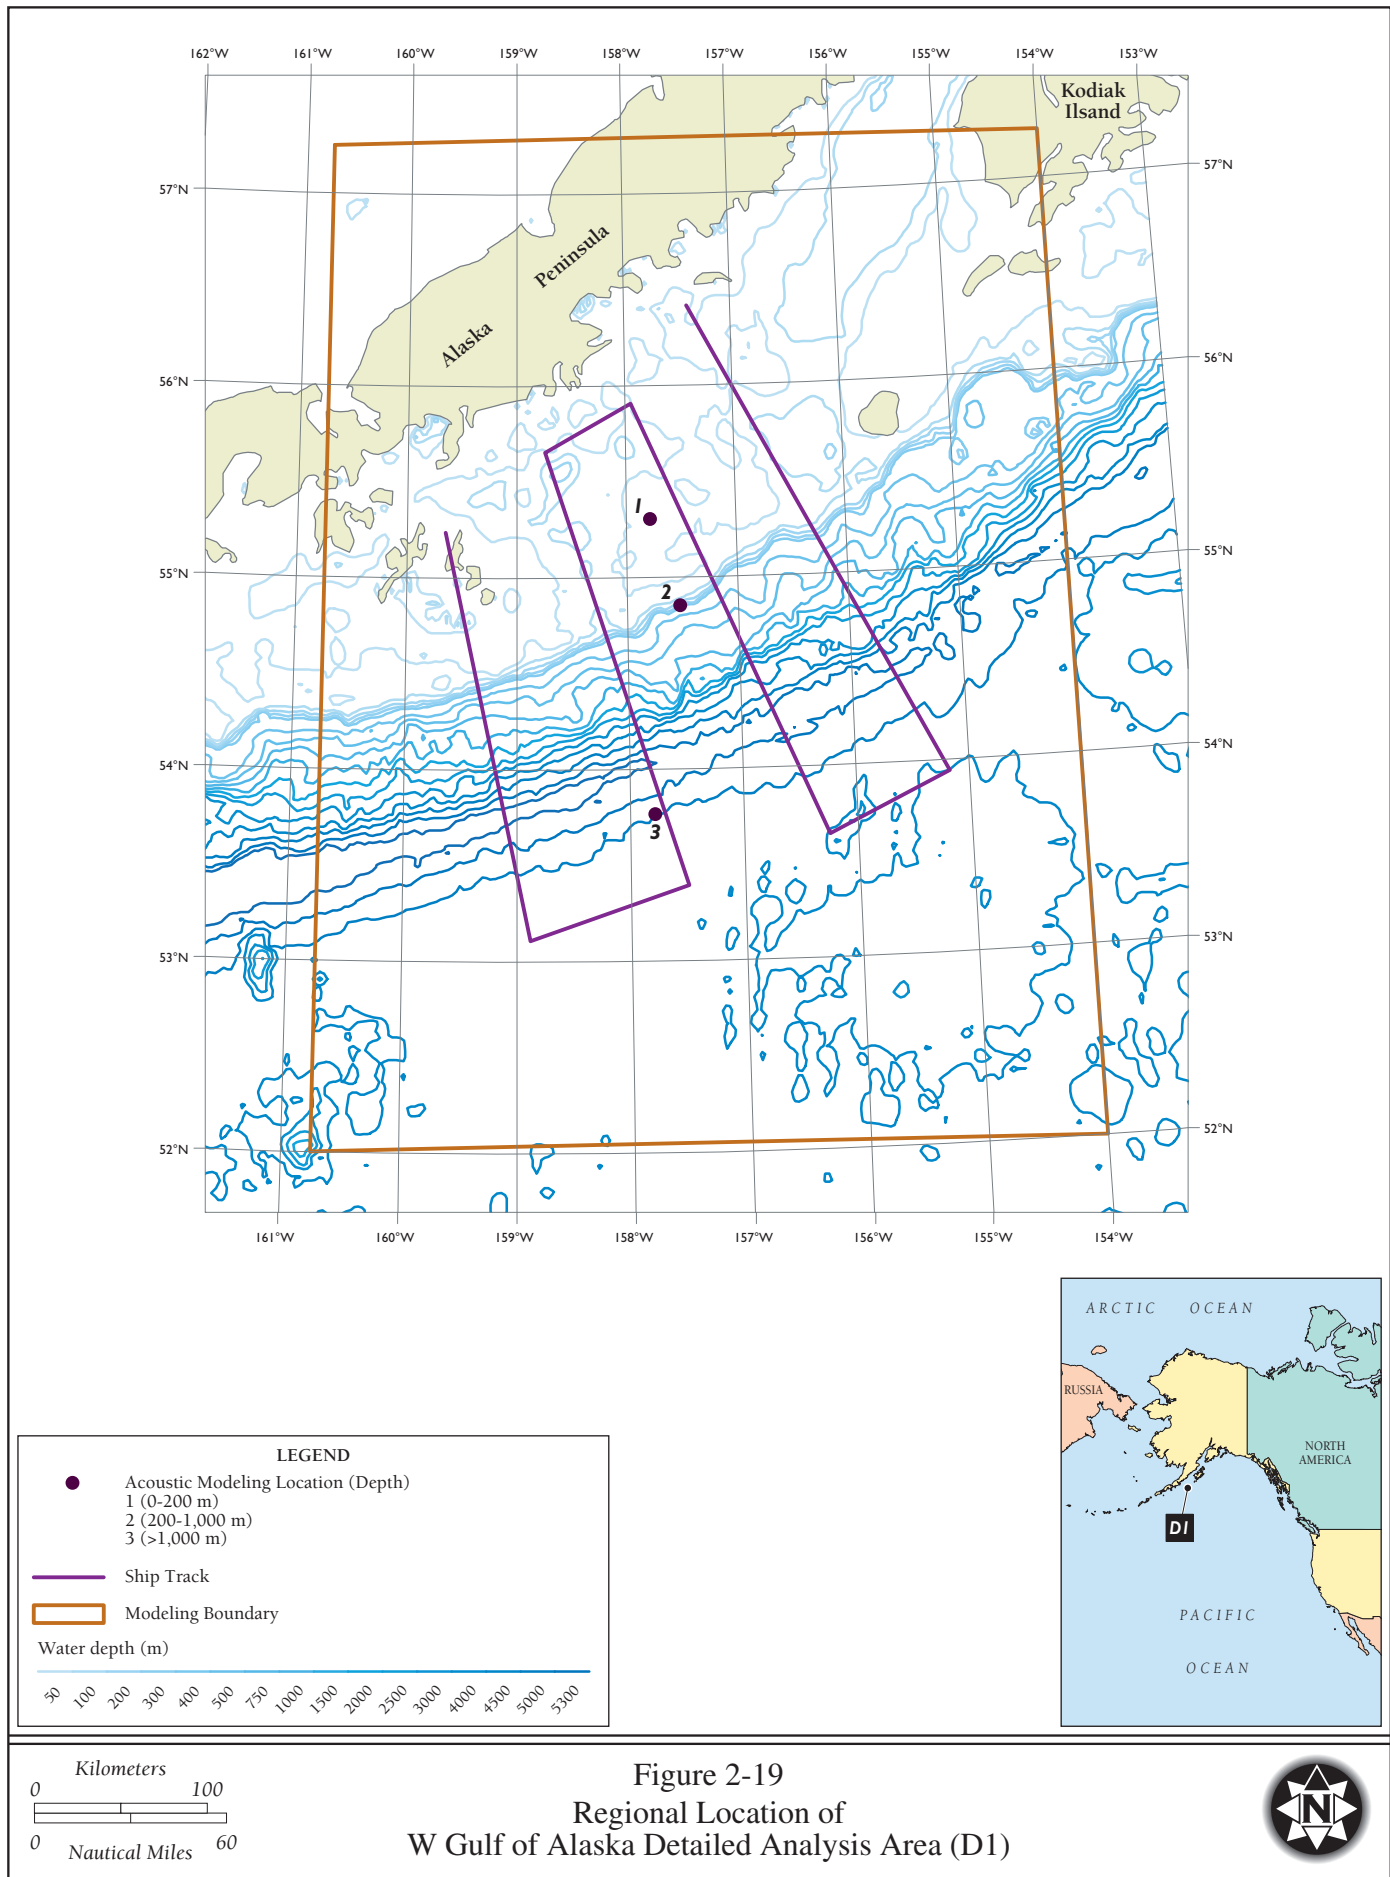 162°W 161°W 160°W 159°W 158°W 157°W 156°W 155°W 154°W 153°W
Kodiak
Ilsand
57°N
57°N
Peninsula
Alaska
56°N
56°N
1
55°N
55°N
2
54°N
54°N
3
53°N
53°N
52°N
52°N
161°W 160°W 159°W 158°W 157°W 156°W 155°W 154°W
ARCTIC OCEAN
RUSSIA
NORTH
AMERICA
D1
PACIFIC
OCEAN
LEGEND
Acoustic Modeling Location (Depth)
1 (0-200 m)
2 (200-1,000 m)
3 (>1,000 m)
Ship Track
Modeling Boundary
Water depth (m)
50 100 200 300 400 500 750 1000 1500 2000 2500 3000 4000 4500 5000 5300
Kilometers
0 100
0 60
Nautical Miles
Figure 2-19
Regional Location of
W Gulf of Alaska Detailed Analysis Area (D1)
N